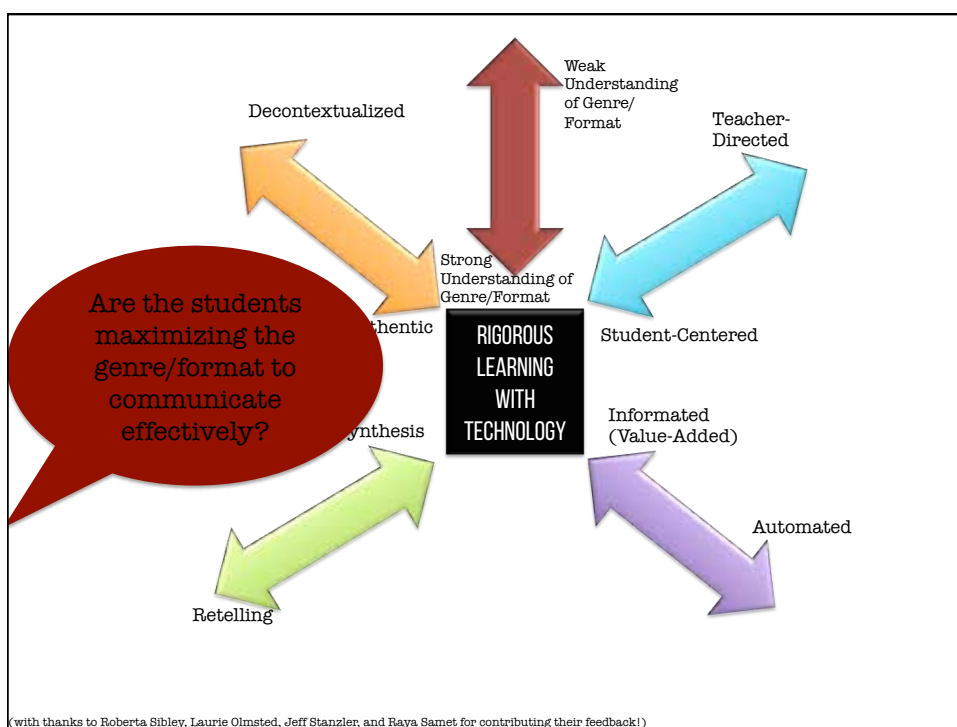 Weak
Understanding
of Genre/
Format
Decontextualized
Teacher-
Directed
Strong
Understanding of
Genre/Format
Are the students
maximizing the
genre/format to
communicate
effectively?
thentic
RIGOROUS
LEARNING
WITH
TECHNOLOGY
Student-Centered
ynthesis
Informated
(Value-Added)
Automated
Retelling
(with thanks to Roberta Sibley, Laurie Olmsted, Jeff Stanzler, and Raya Samet for contributing their feedback!)